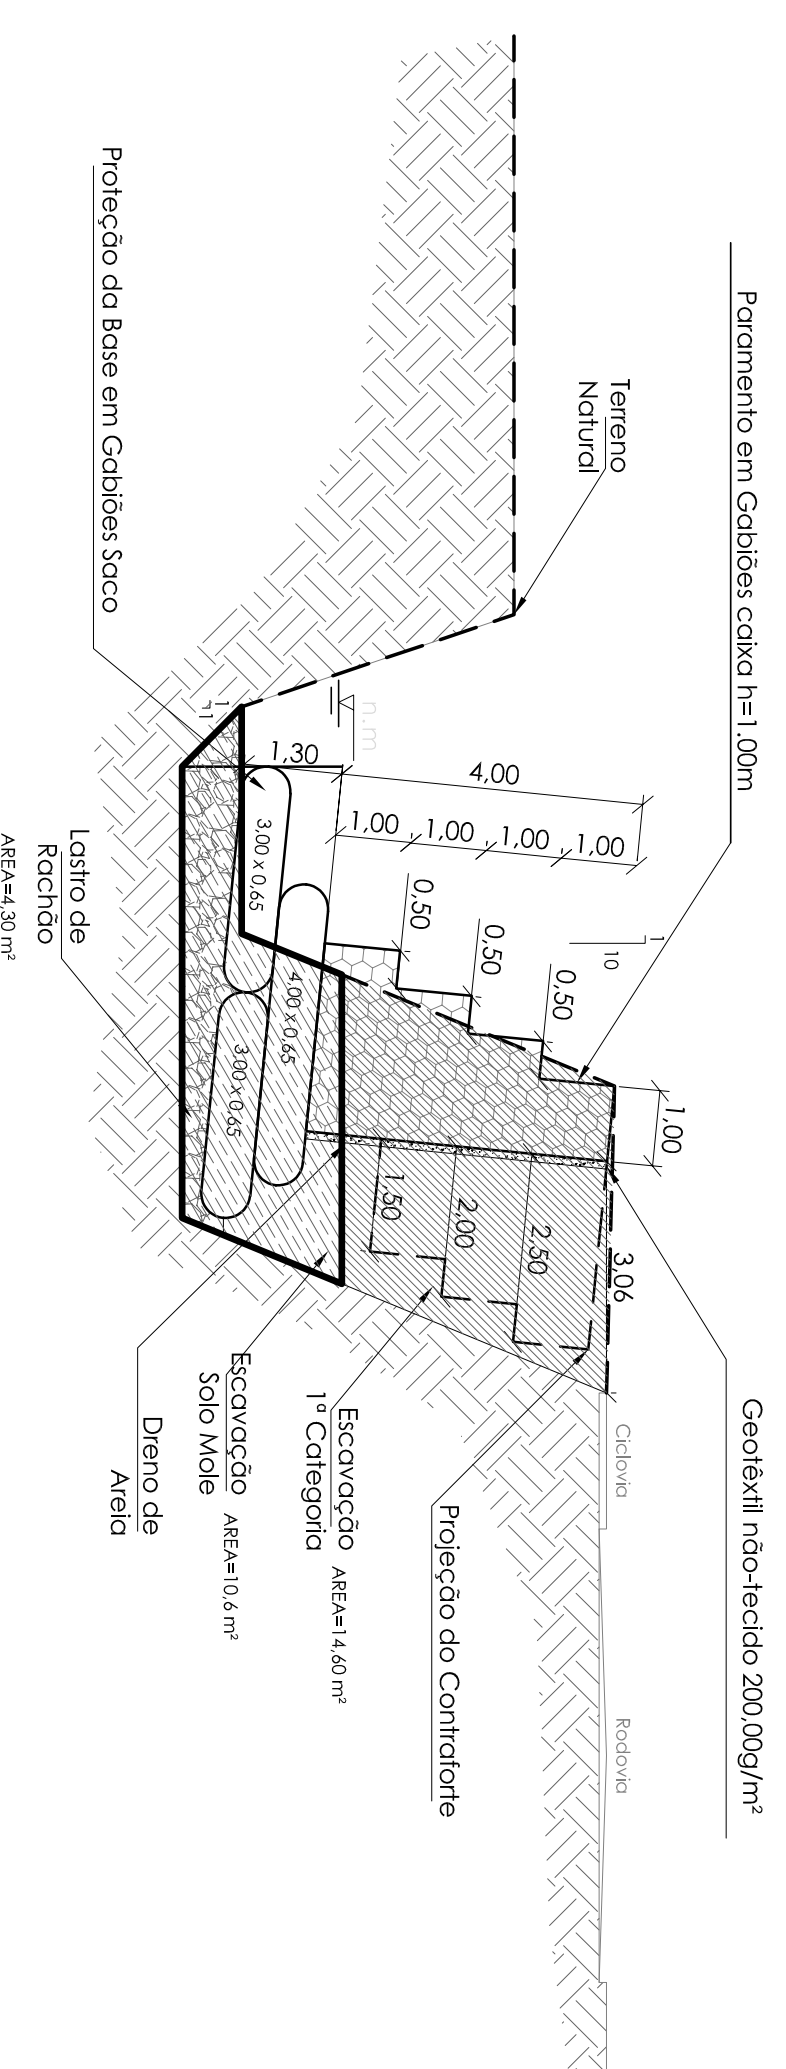 Paramento em Gabiões caixa h=1.00m
Geotêxtil não-tecido 200,00g/m²
Terreno
Natural
Ciclovia
Rodovia
3,06
1,00
1
10
0,50
0,50
0,50
2,50
2,00
1,50
4,00
1,00
1,00
1,00
1,00
n.m
1,30
3,00 x 0,65
4,00 x 0,65
3,00 x 0,65
1
1
Projeção do Contraforte
Escavação
1ª Categoria
AREA=14,60 m²
Escavação
Solo Mole
AREA=10,6 m²
Dreno de
Areia
Proteção da Base em Gabiões Saco
Lastro de
Rachão
AREA=4,30 m²